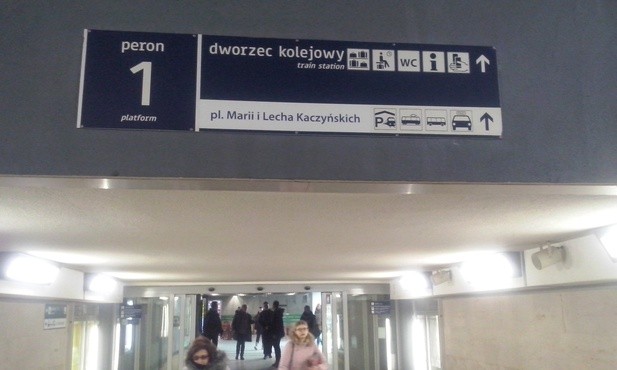 peron
1
platform
dworzec kolejowy
train station
WC
i
pl. Marii i Lecha Kaczyńskich
P